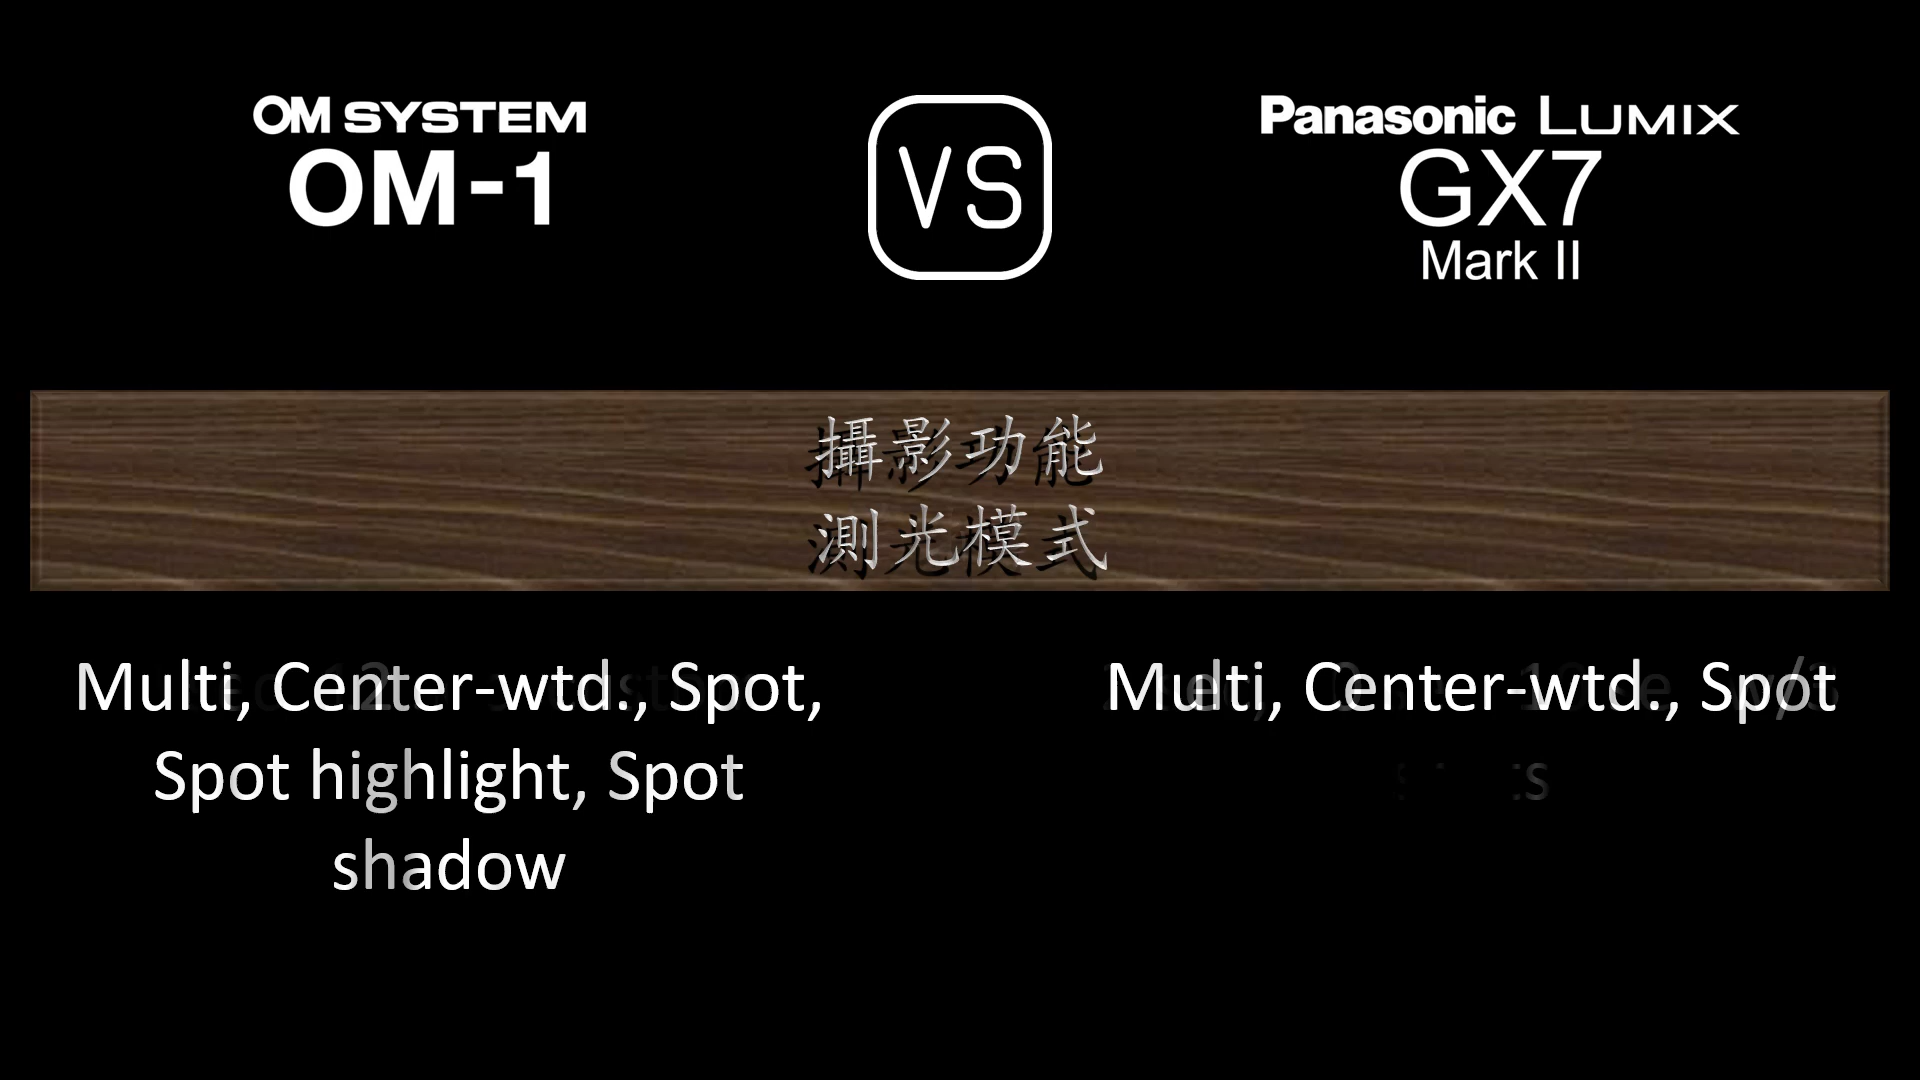 OM SYSTEM
OM-1
VS
Panasonic LUMIX
GX7
Mark II
攝影功能
測光模式
Multi, Center-wtd., Spot,
Spot highlight, Spot
shadow
Multi, Center-wtd., Spot